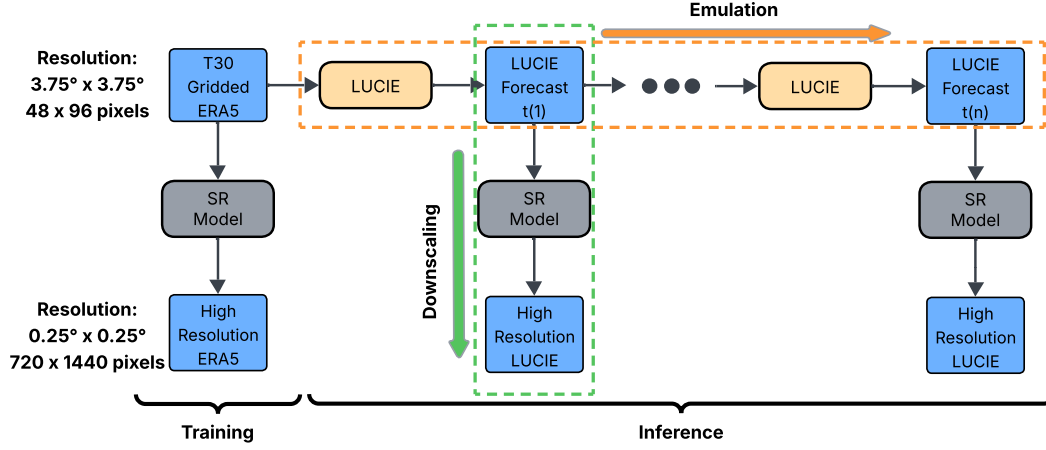 Emulation
Resolution:
3.75° x 3.75°
48 x 96 pixels
T30
Gridded
ERA5
LUCIE
LUCIE
Forecast
t(1)
LUCIE
LUCIE
Forecast
t(n)
SR
Model
Downscaling
SR
Model
SR
Model
Resolution:
0.25° x 0.25°
720 x 1440 pixels
High
Resolution
ERA5
High
Resolution
LUCIE
High
Resolution
LUCIE
Training
Inference